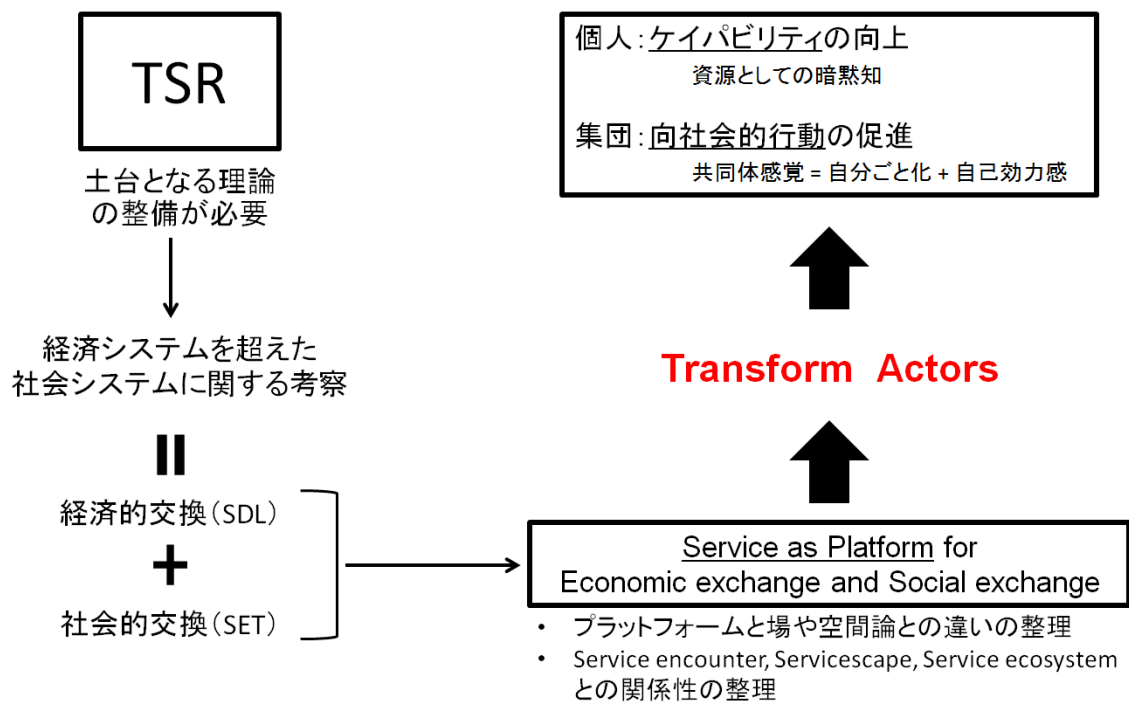 TSR
土台となる理論
の整備が必要
経済システムを超えた
社会システムに関する考察
=
経済的交換(SDL)
+
社会的交換(SET)
個人:ケイパビリティの向上
資源としての暗黙知
集団:向社会的行動の促進
共同体感覚 = 自分ごと化 + 自己効力感
Transform Actors
Service as Platform for
Economic exchange and Social exchange
• プラットフォームと場や空間論との違いの整理
• Service encounter, Servicescape, Service ecosystem
との関係性の整理